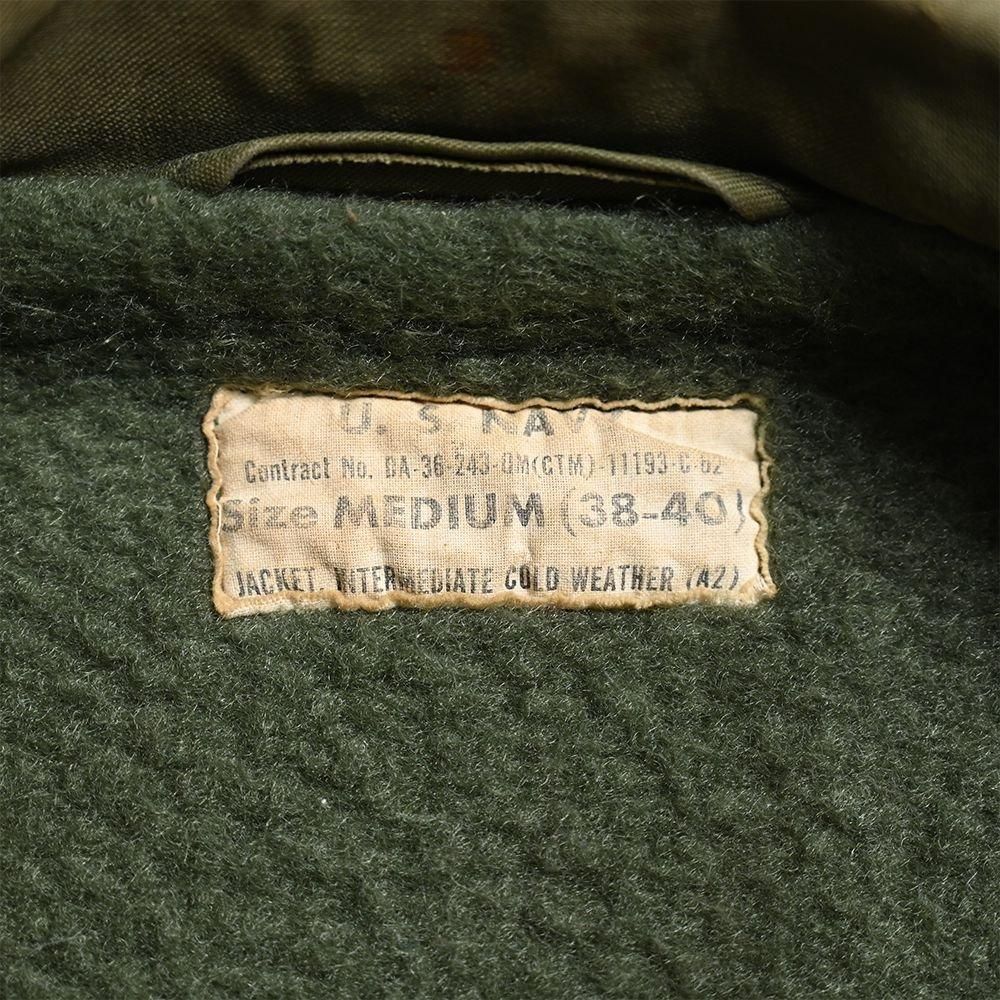 U. S NAVY
Contract No. DA-36-243-QM(CTM)-11193-C-62
Size MEDIUM (38-40)
JACKET, INTERMEDIATE COLD WEATHER (A2)